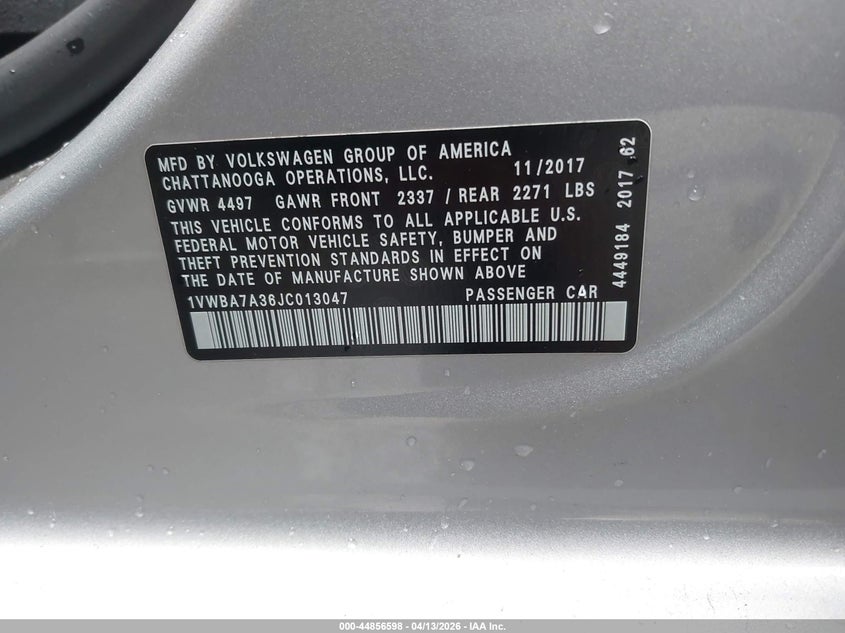 MFD BY VOLKSWAGEN GROUP OF AMERICA
CHATTANOOGA OPERATIONS, LLC. 11/2017
GVWR 4497 GAWR FRONT 2337 / REAR 2271 LBS
THIS VEHICLE CONFORMS TO ALL APPLICABLE U.S.
FEDERAL MOTOR VEHICLE SAFETY, BUMPER AND
THEFT PREVENTION STANDARDS IN EFFECT ON
THE DATE OF MANUFACTURE SHOWN ABOVE
1VWBA7A36JC013047 PASSENGER CAR
4449184 2017 62
000-44856598 - 04/13/2026 - IAA Inc.